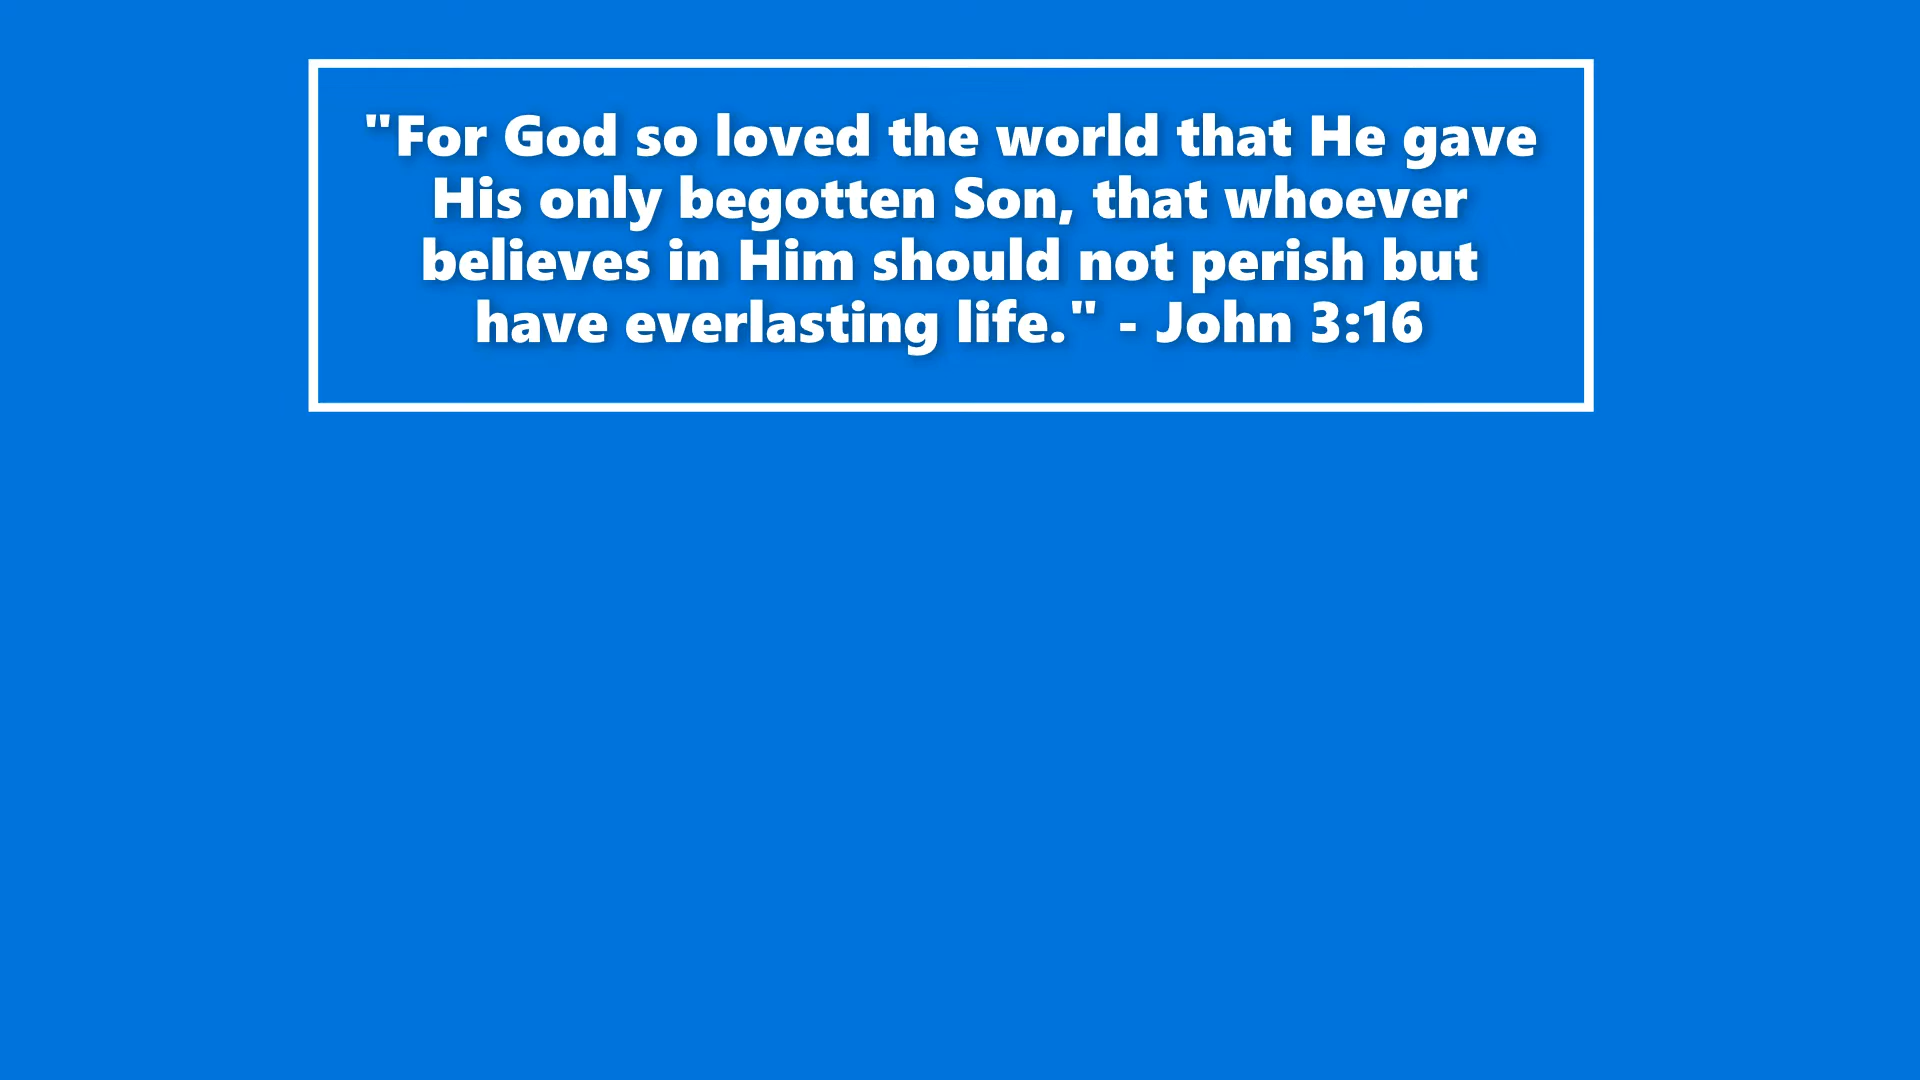 "For God so loved the world that He gave
His only begotten Son, that whoever
believes in Him should not perish but
have everlasting life." - John 3:16